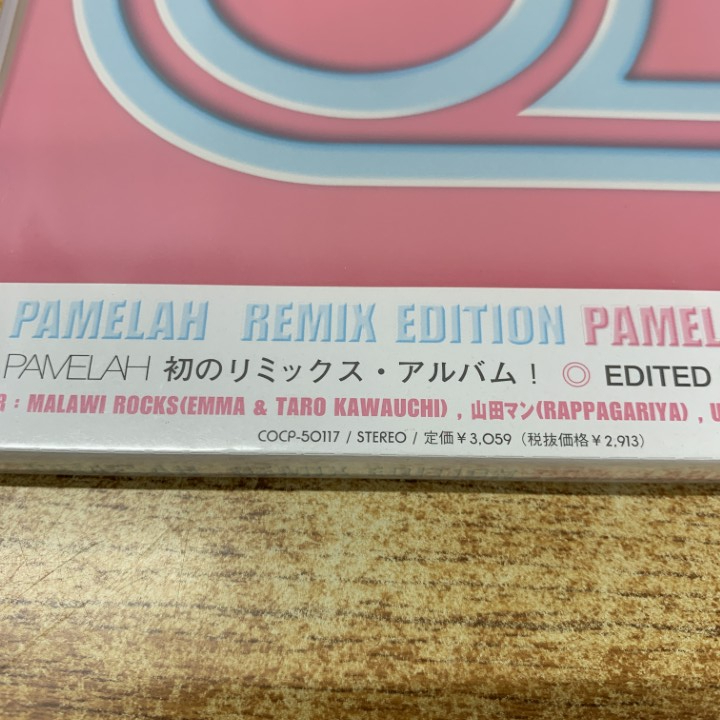 PAMELAH REMIX EDITION PAMEL
PAMELAH 初のリミックス・アルバム! ◎ EDITED
R : MALAWI ROCKS(EMMA & TARO KAWAUCHI) , 山田マン(RAPPAGARIYA) , U
COCP-50117 / STEREO / 定価¥3,059(税抜価格¥2,913)